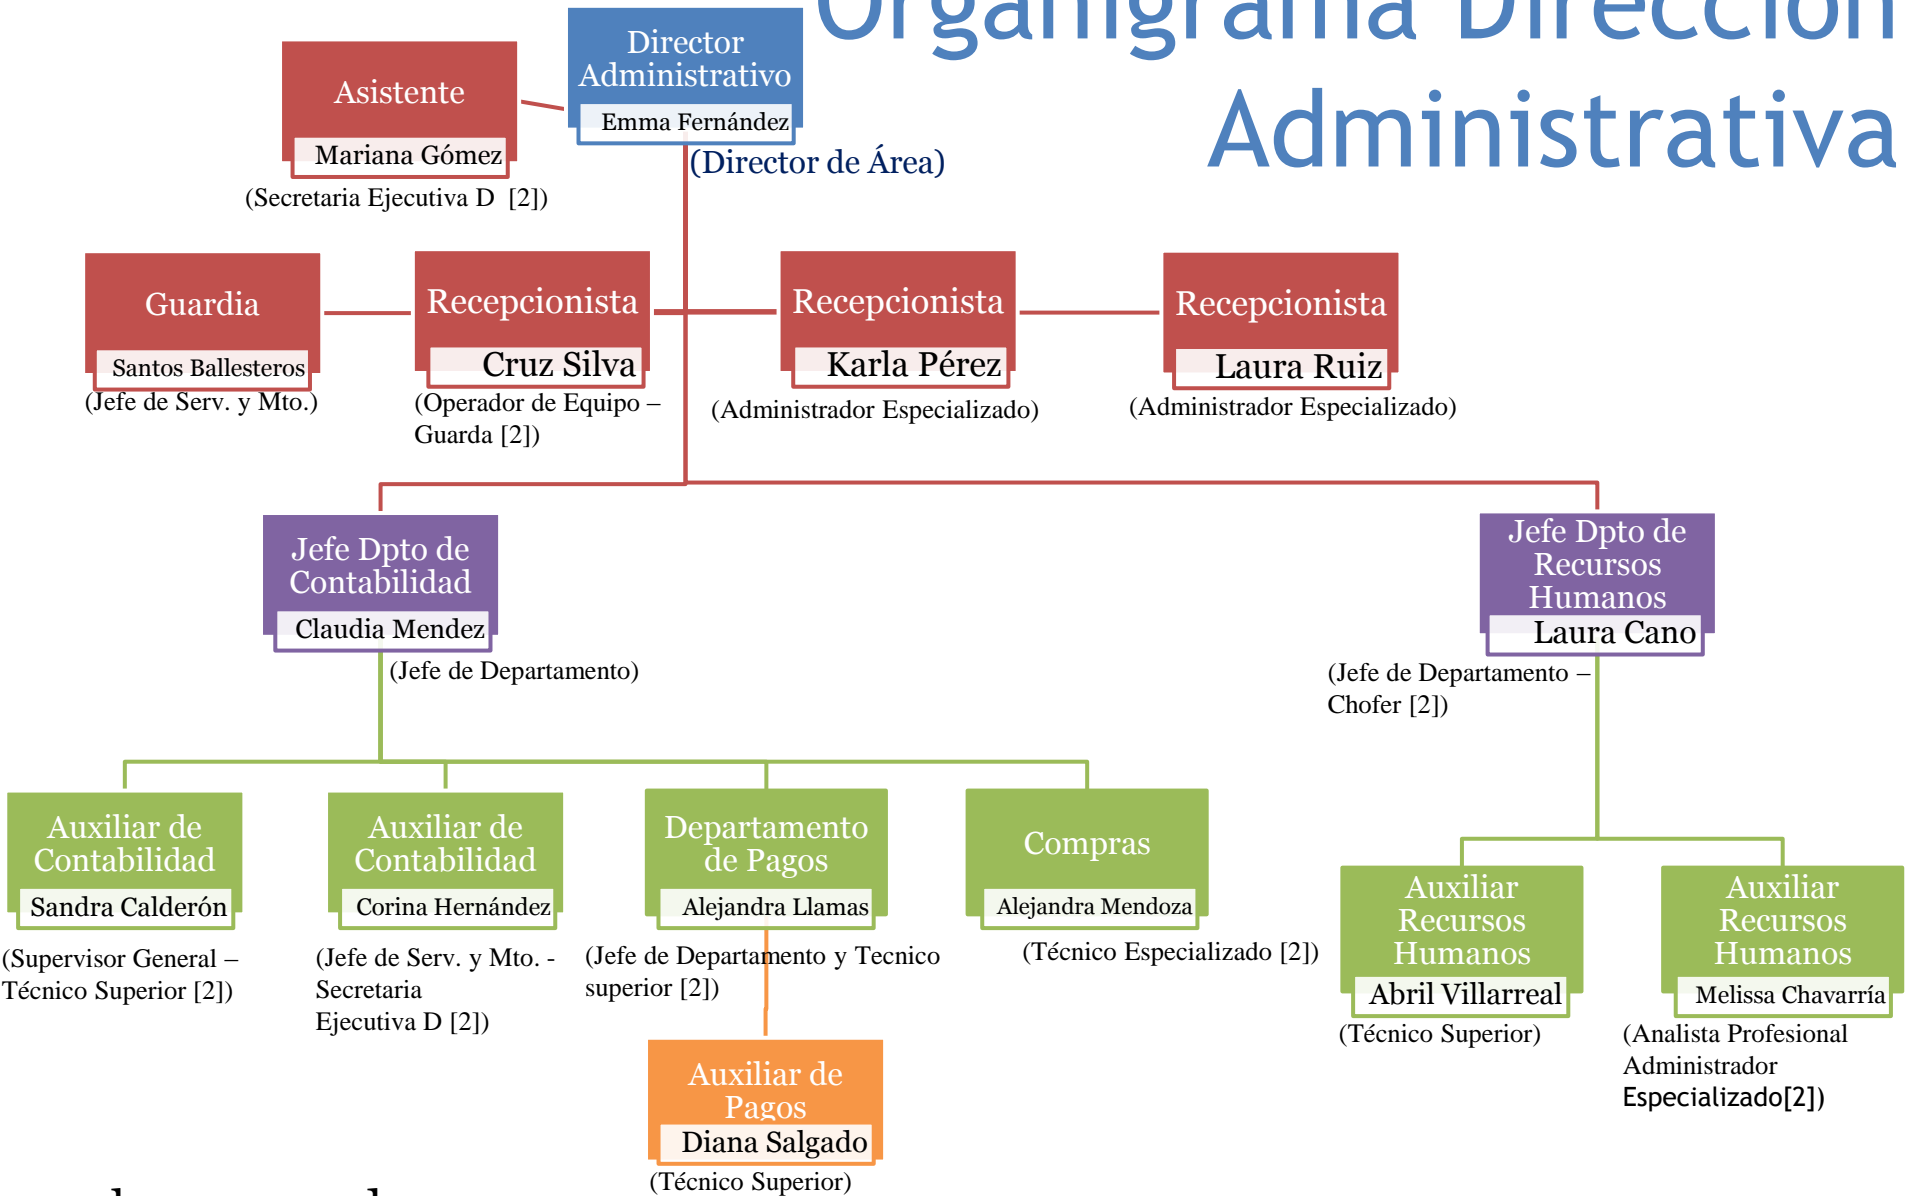 Organigrama Dirección
Administrativa
Director
Administrativo
Emma Fernández
(Director de Área)
Asistente
Mariana Gómez
(Secretaria Ejecutiva D  [2])
Guardia
Santos Ballesteros
(Jefe de Serv. y Mto.)
Recepcionista
Cruz Silva
(Operador de Equipo –
Guarda [2])
Recepcionista
Karla Pérez
(Administrador Especializado)
Recepcionista
Laura Ruiz
(Administrador Especializado)
Jefe Dpto de
Contabilidad
Claudia Mendez
(Jefe de Departamento)
Jefe Dpto de
Recursos
Humanos
Laura Cano
(Jefe de Departamento –
Chofer [2])
Auxiliar de
Contabilidad
Sandra Calderón
(Supervisor General –
Técnico Superior [2])
Auxiliar de
Contabilidad
Corina Hernández
(Jefe de Serv. y Mto. -
Secretaria
Ejecutiva D [2])
Departamento
de Pagos
Alejandra Llamas
(Jefe de Departamento y Tecnico
superior [2])
Compras
Alejandra Mendoza
(Técnico Especializado [2])
Auxiliar
Recursos
Humanos
Abril Villarreal
(Técnico Superior)
Auxiliar
Recursos
Humanos
Melissa Chavarría
(Analista Profesional
Administrador
Especializado[2])
Auxiliar de
Pagos
Diana Salgado
(Técnico Superior)